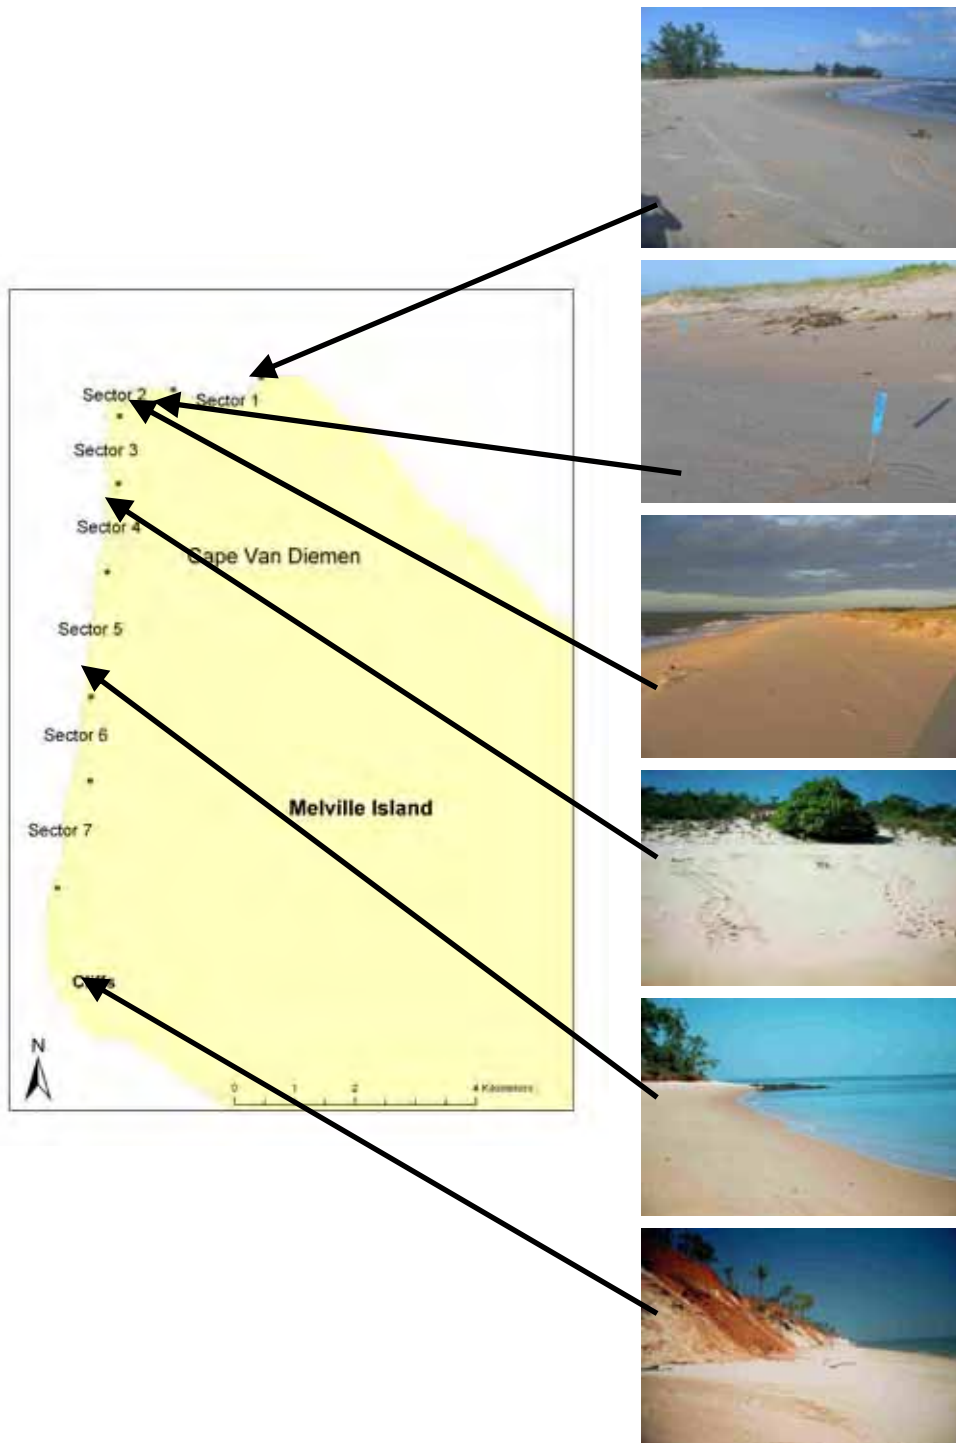 Sector 2
Sector 1
Sector 3
Sector 4
Cape Van Diemen
Sector 5
Sector 6
Melville Island
Sector 7
Cliffs
N
0 1 2 4 Kilometers